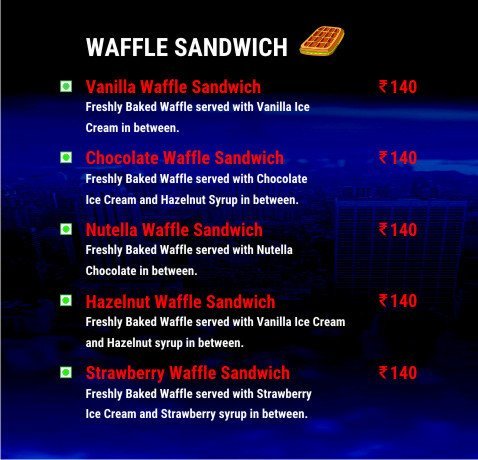 WAFFLE SANDWICH
Vanilla Waffle Sandwich ₹140
Freshly Baked Waffle served with Vanilla Ice
Cream in between.
Chocolate Waffle Sandwich ₹140
Freshly Baked Waffle served with Chocolate
Ice Cream and Hazelnut Syrup in between.
Nutella Waffle Sandwich ₹140
Freshly Baked Waffle served with Nutella
Chocolate in between.
Hazelnut Waffle Sandwich ₹140
Freshly Baked Waffle served with Vanilla Ice Cream
and Hazelnut syrup in between.
Strawberry Waffle Sandwich ₹140
Freshly Baked Waffle served with Strawberry
Ice Cream and Strawberry syrup in between.